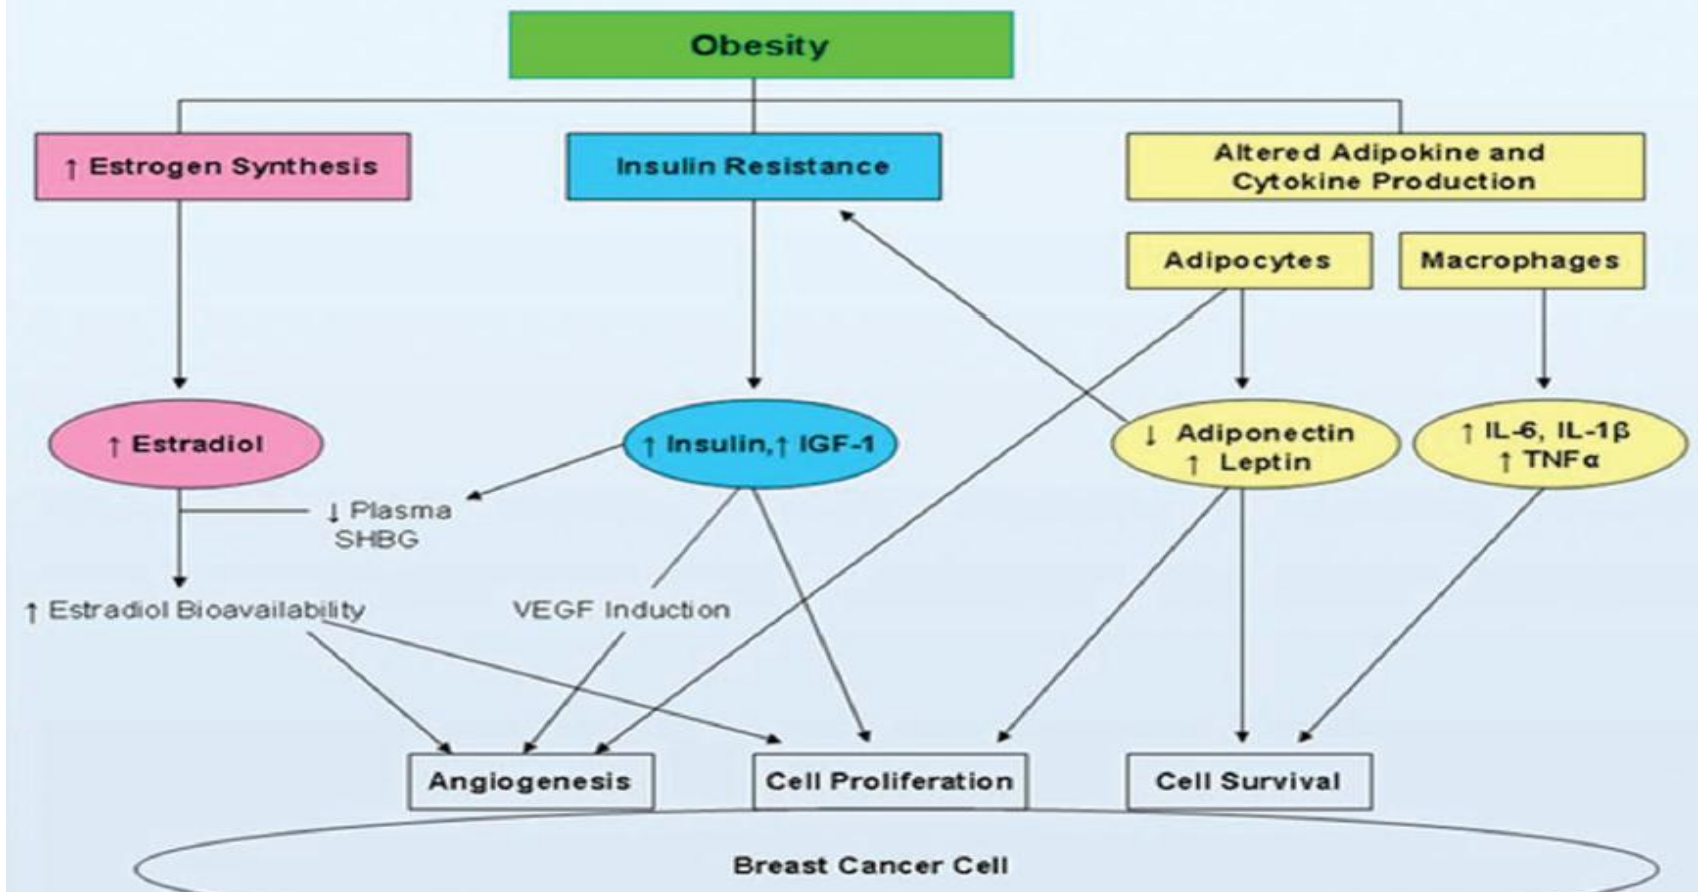 Obesity
↑ Estrogen Synthesis
Insulin Resistance
Altered Adipokine and
Cytokine Production
Adipocytes
Macrophages
↑ Estradiol
↑ Insulin,↑ IGF-1
↓ Adiponectin
↑ Leptin
↑ IL-6, IL-1β
↑ TNFα
↓ Plasma
SHBG
↑ Estradiol Bioavailability
VEGF Induction
Angiogenesis
Cell Proliferation
Cell Survival
Breast Cancer Cell